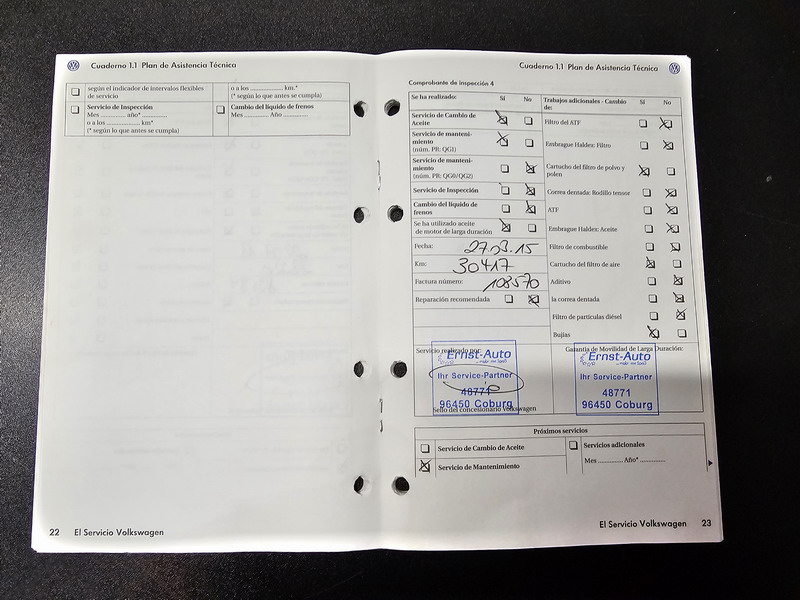 Cuaderno 1.1 Plan de Asistencia Técnica
según el indicador de intervalos flexibles
de servicio
Servicio de Inspección
Mes ........... año* ...........
o a los ........................ km*
(* según lo que antes se cumpla)
o a los ................. km.*
(* según lo que antes se cumpla)
Cambio del líquido de frenos
Mes ........... Año ...........
22 El Servicio Volkswagen
Cuaderno 1.1 Plan de Asistencia Técnica
Comprobante de inspección 4
Se ha realizado: Sí No
Servicio de Cambio de
Aceite
Servicio de manteni-
miento
(núm. PR: QG1)
Servicio de manteni-
miento
(núm. PR: QG0/QG2)
Servicio de Inspección
Cambio del líquido de
frenos
Se ha utilizado aceite
de motor de larga duración
Fecha: 27.03.15
Km: 30417
Factura número: 108570
Reparación recomendada
Trabajos adicionales - Cambio Sí No
de:
Filtro del ATF
Embrague Haldex: Filtro
Cartucho del filtro de polvo y
polen
Correa dentada: Rodillo tensor
ATF
Embrague Haldex: Aceite
Filtro de combustible
Cartucho del filtro de aire
Aditivo
la correa dentada
Filtro de partículas diésel
Bujías
Servicio realizado por:
Ernst-Auto
Ihr Service-Partner
48771
96450 Coburg
Sello del concesionario Volkswagen
Garantía de Movilidad de Larga Duración:
Ernst-Auto
Ihr Service-Partner
48771
96450 Coburg
Próximos servicios
Servicio de Cambio de Aceite
Servicio de Mantenimiento
Servicios adicionales
Mes ........... Año* ...........
El Servicio Volkswagen 23